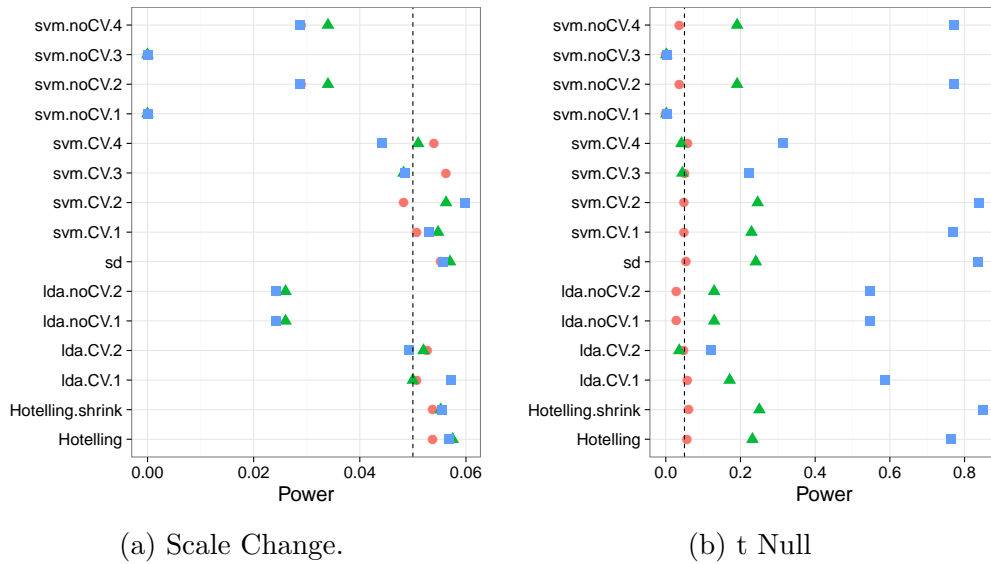 svm.noCV.4
svm.noCV.3
svm.noCV.2
svm.noCV.1
svm.CV.4
svm.CV.3
svm.CV.2
svm.CV.1
sd
lda.noCV.2
lda.noCV.1
lda.CV.2
lda.CV.1
Hotelling.shrink
Hotelling
0.00 0.02 0.04 0.06
Power
(a) Scale Change.
svm.noCV.4
svm.noCV.3
svm.noCV.2
svm.noCV.1
svm.CV.4
svm.CV.3
svm.CV.2
svm.CV.1
sd
lda.noCV.2
lda.noCV.1
lda.CV.2
lda.CV.1
Hotelling.shrink
Hotelling
0.0 0.2 0.4 0.6 0.8
Power
(b) t Null